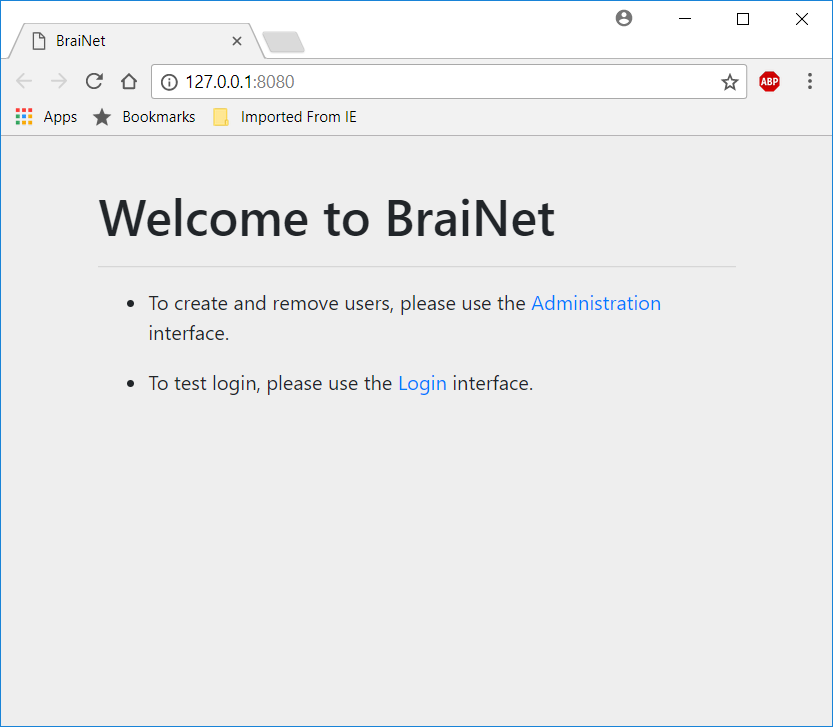 BraiNet
127.0.0.1:8080
ABP
Apps Bookmarks Imported From IE
Welcome to BraiNet
• To create and remove users, please use the Administration
interface.
• To test login, please use the Login interface.